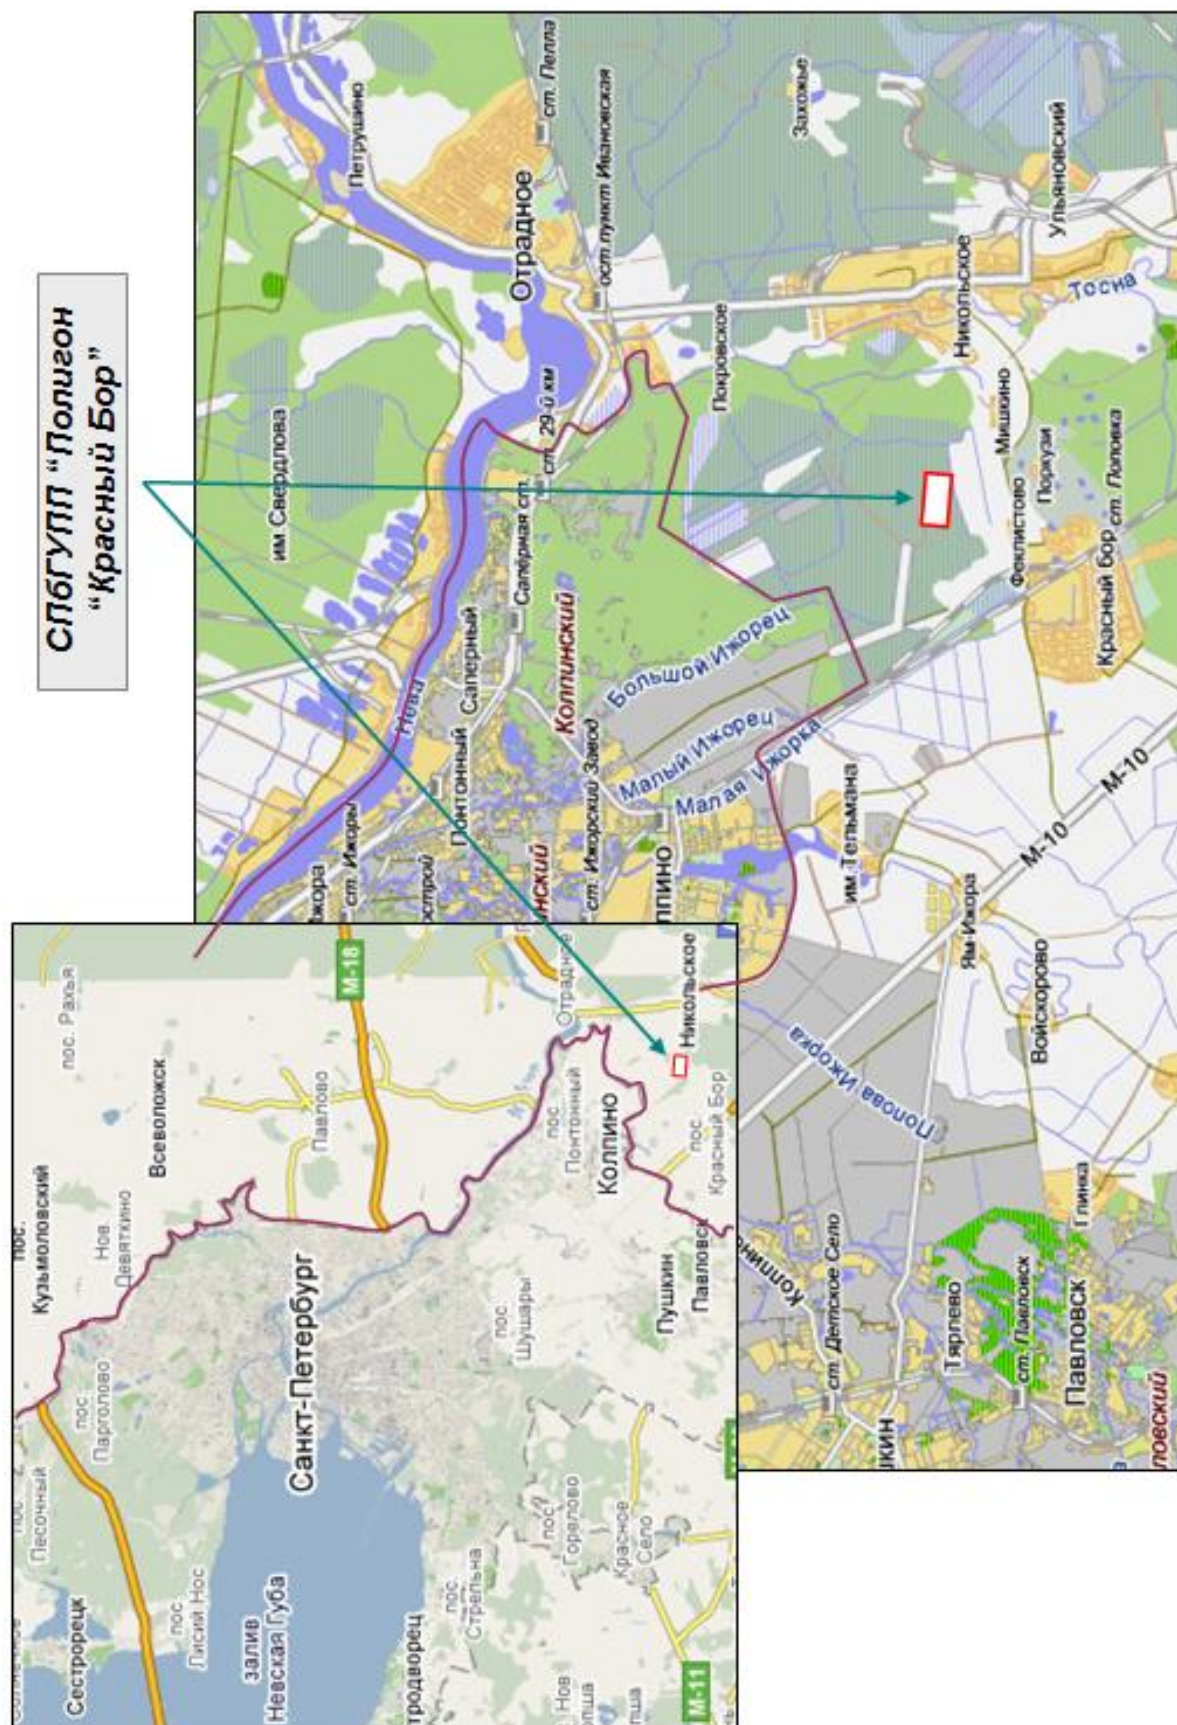 СПбГУПП “Полигон
“Красный Бор”
Петрушино
ст. Пелла
Отрадное
ост.пункт Ивановская
Захожье
Ульяновский
Никольское
Тосна
Покровское
им Свердлова
ст. 29-й км
Мишкино
Поркузи
ст. Поповка
Феклистово
Красный бор
Сапёрная ст.
Нева
Саперный
Колпинский
Большой Ижорец
Понтонный
Малый Ижорец
Малая Ижорка
ст. Ижорский Завод
ст. Ижоры
им Тельмана
М-10
М-10
Ям-Ижора
Войскорово
Попова Ижорка
Глинка
ст. Детское Село
Тярлево
ст. Павловск
Павловск
пос. Рахья
М-18
Отрадное
Никольское
Всеволожск
Павлово
пос.
Понтонный
Колпино
пос.
Красный Бор
пос.
Кузьмоловский
Нов.
Девяткино
Санкт-Петербург
пос.
Шушары
Пушкин
Павловск
пос.
Парголово
Песочный
пос.
Горелово
Красное
Село
Сестрорецк
пос.
Лисий Нос
залив
Невская Губа
пос.
Стрельна
М-11